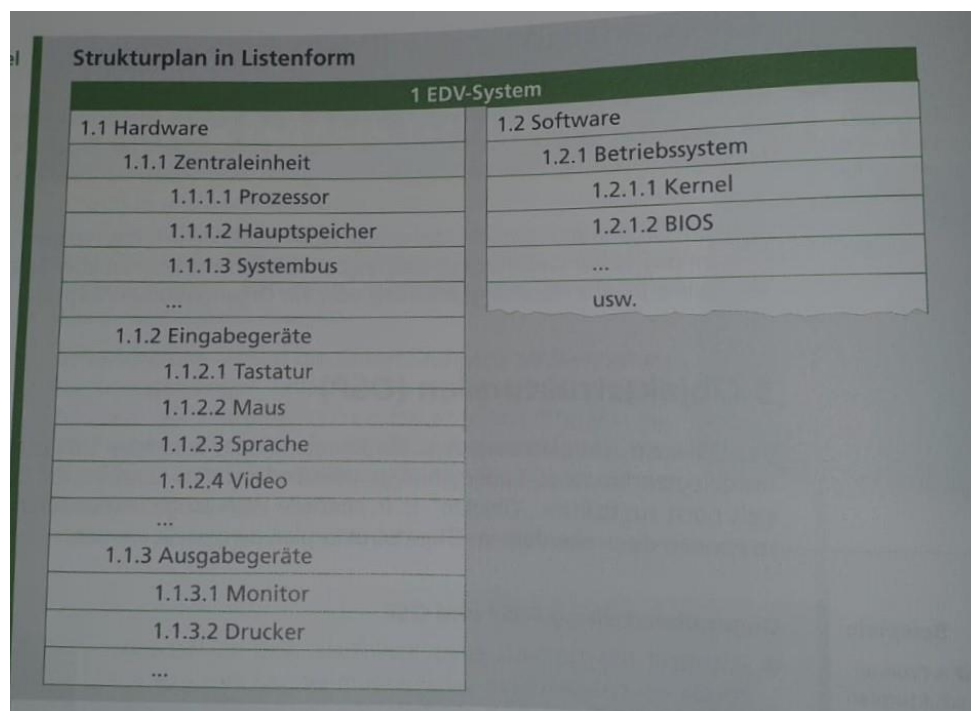 el
Strukturplan in Listenform
1 EDV-System
1.1 Hardware
1.1.1 Zentraleinheit
1.1.1.1 Prozessor
1.1.1.2 Hauptspeicher
1.1.1.3 Systembus
...
1.1.2 Eingabegeräte
1.1.2.1 Tastatur
1.1.2.2 Maus
1.1.2.3 Sprache
1.1.2.4 Video
...
1.1.3 Ausgabegeräte
1.1.3.1 Monitor
1.1.3.2 Drucker
...
1.2 Software
1.2.1 Betriebssystem
1.2.1.1 Kernel
1.2.1.2 BIOS
...
usw.